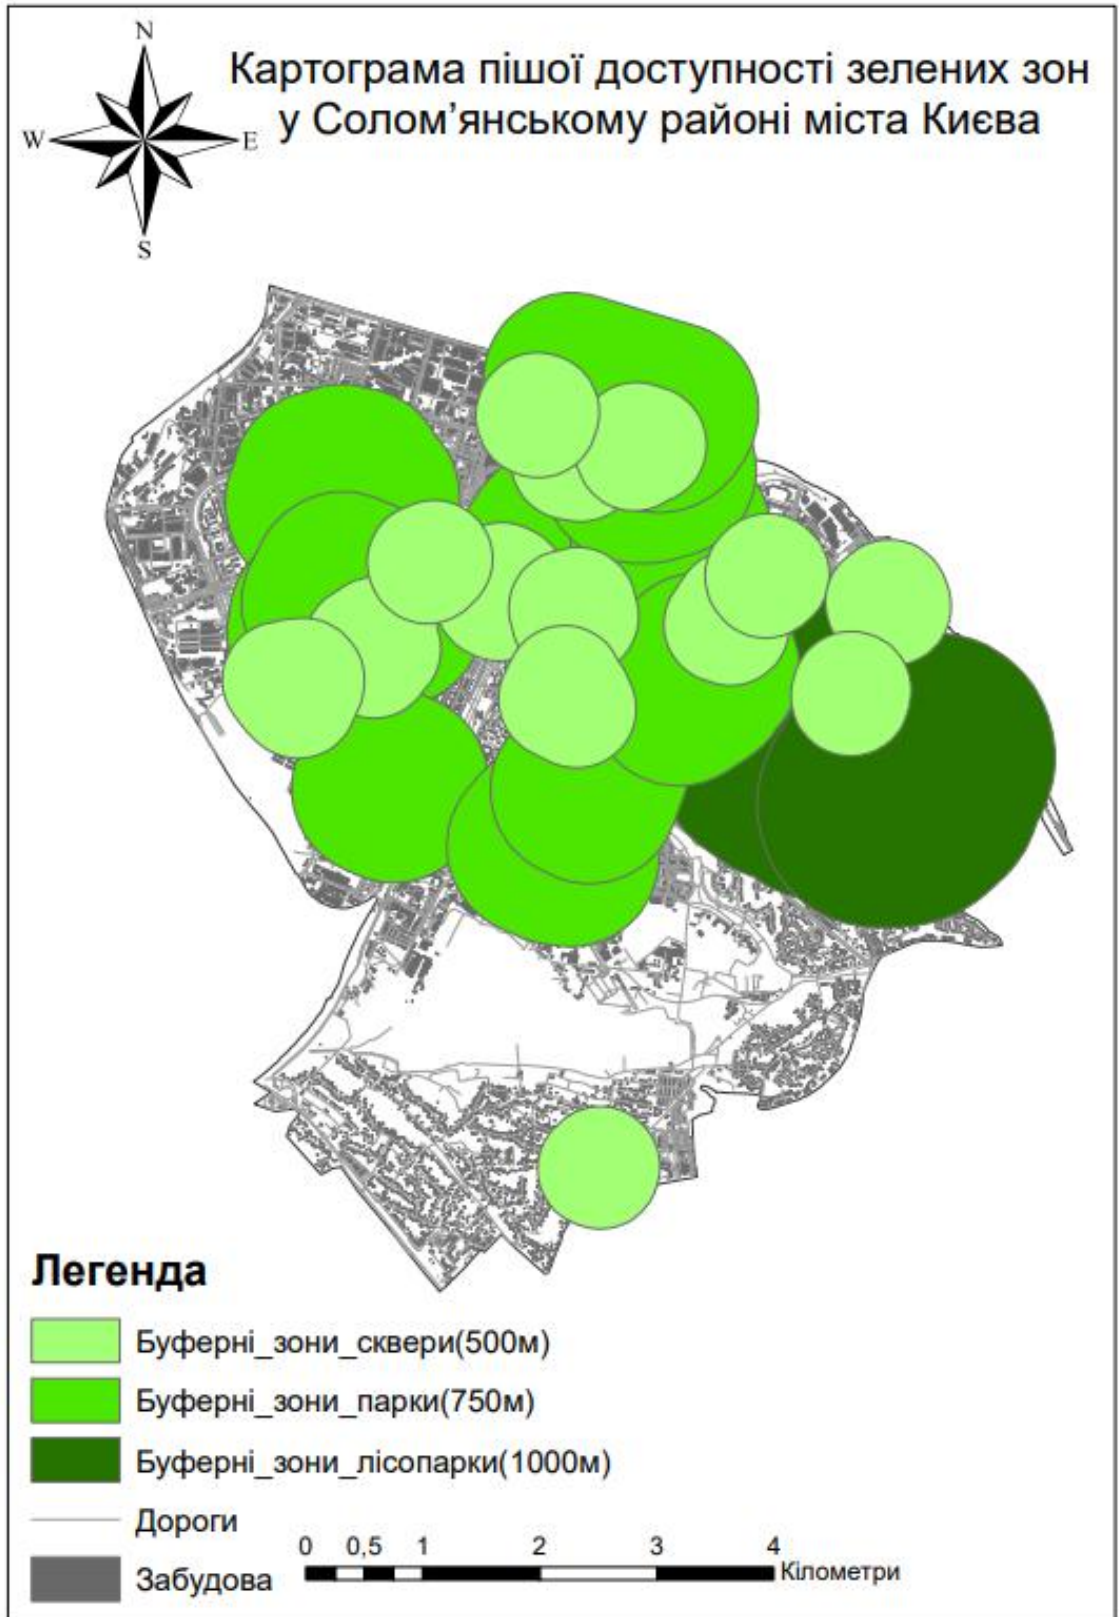 N
Картограма пішої доступності зелених зон
W
E
у Солом’янському районі міста Києва
S
Легенда
Буферні_зони_сквери(500м)
Буферні_зони_парки(750м)
Буферні_зони_лісопарки(1000м)
Дороги
Забудова
0 0,5 1 2 3 4
Кілометри